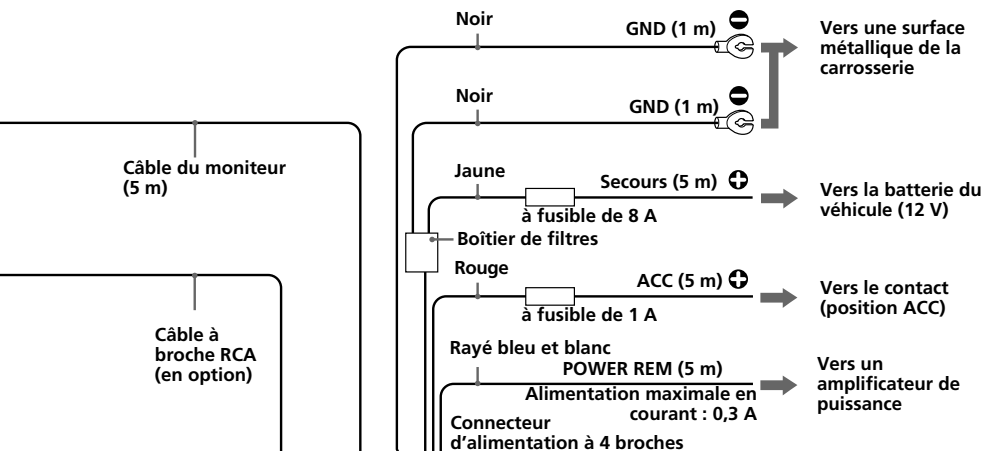 Noir
GND (1 m)
Vers une surface
métallique de la
carrosserie
Noir
GND (1 m)
Câble du moniteur
(5 m)
Jaune
Secours (5 m)
à fusible de 8 A
Vers la batterie du
véhicule (12 V)
Boîtier de filtres
Rouge
ACC (5 m)
à fusible de 1 A
Vers le contact
(position ACC)
Câble à
broche RCA
(en option)
Rayé bleu et blanc
POWER REM (5 m)
Alimentation maximale en
courant : 0,3 A
Vers un
amplificateur de
puissance
Connecteur
d'alimentation à 4 broches